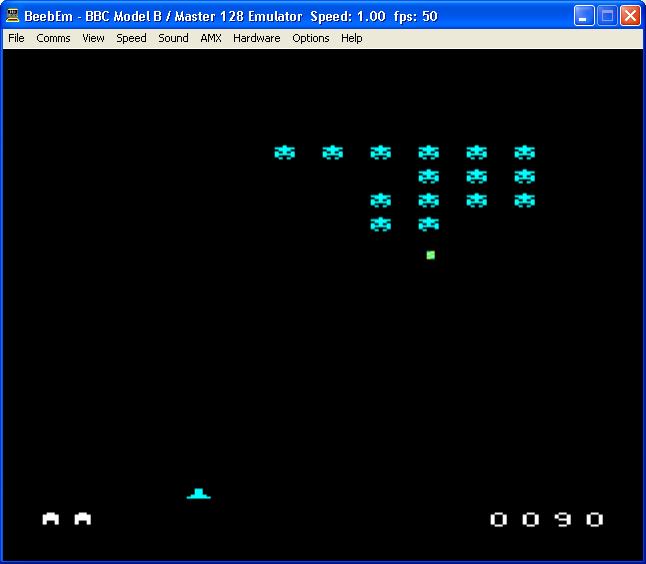 BeebEm - BBC Model B / Master 128 Emulator  Speed: 1.00  fps: 50
File Comms View Speed Sound AMX Hardware Options Help
0090